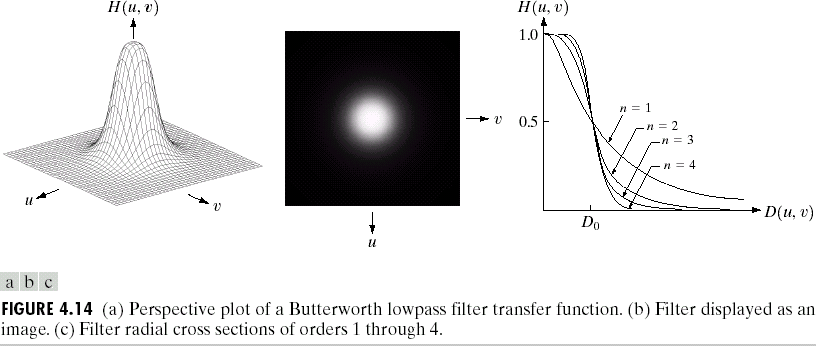 H(u, v)
u
v
v
u
H(u, v)
1.0
0.5
n = 1
n = 2
n = 3
n = 4
D0
D(u, v)
a b c
FIGURE 4.14 (a) Perspective plot of a Butterworth lowpass filter transfer function. (b) Filter displayed as an
image. (c) Filter radial cross sections of orders 1 through 4.